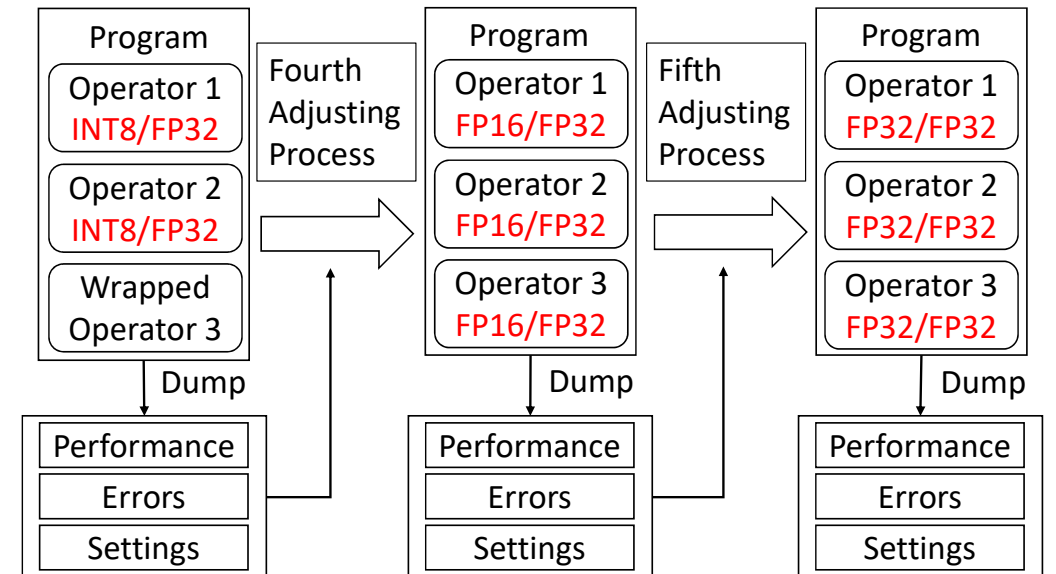 Program
Operator 1
INT8/FP32
Operator 2
INT8/FP32
Wrapped
Operator 3
Dump
Performance
Errors
Settings
Fourth
Adjusting
Process
Program
Operator 1
FP16/FP32
Operator 2
FP16/FP32
Operator 3
FP16/FP32
Dump
Performance
Errors
Settings
Fifth
Adjusting
Process
Program
Operator 1
FP32/FP32
Operator 2
FP32/FP32
Operator 3
FP32/FP32
Dump
Performance
Errors
Settings